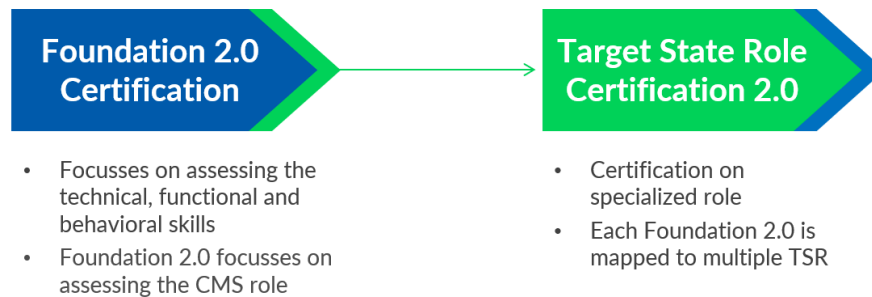 Foundation 2.0
Certification
• Focusses on assessing the
technical, functional and
behavioral skills
• Foundation 2.0 focusses on
assessing the CMS role
Target State Role
Certification 2.0
• Certification on
specialized role
• Each Foundation 2.0 is
mapped to multiple TSR